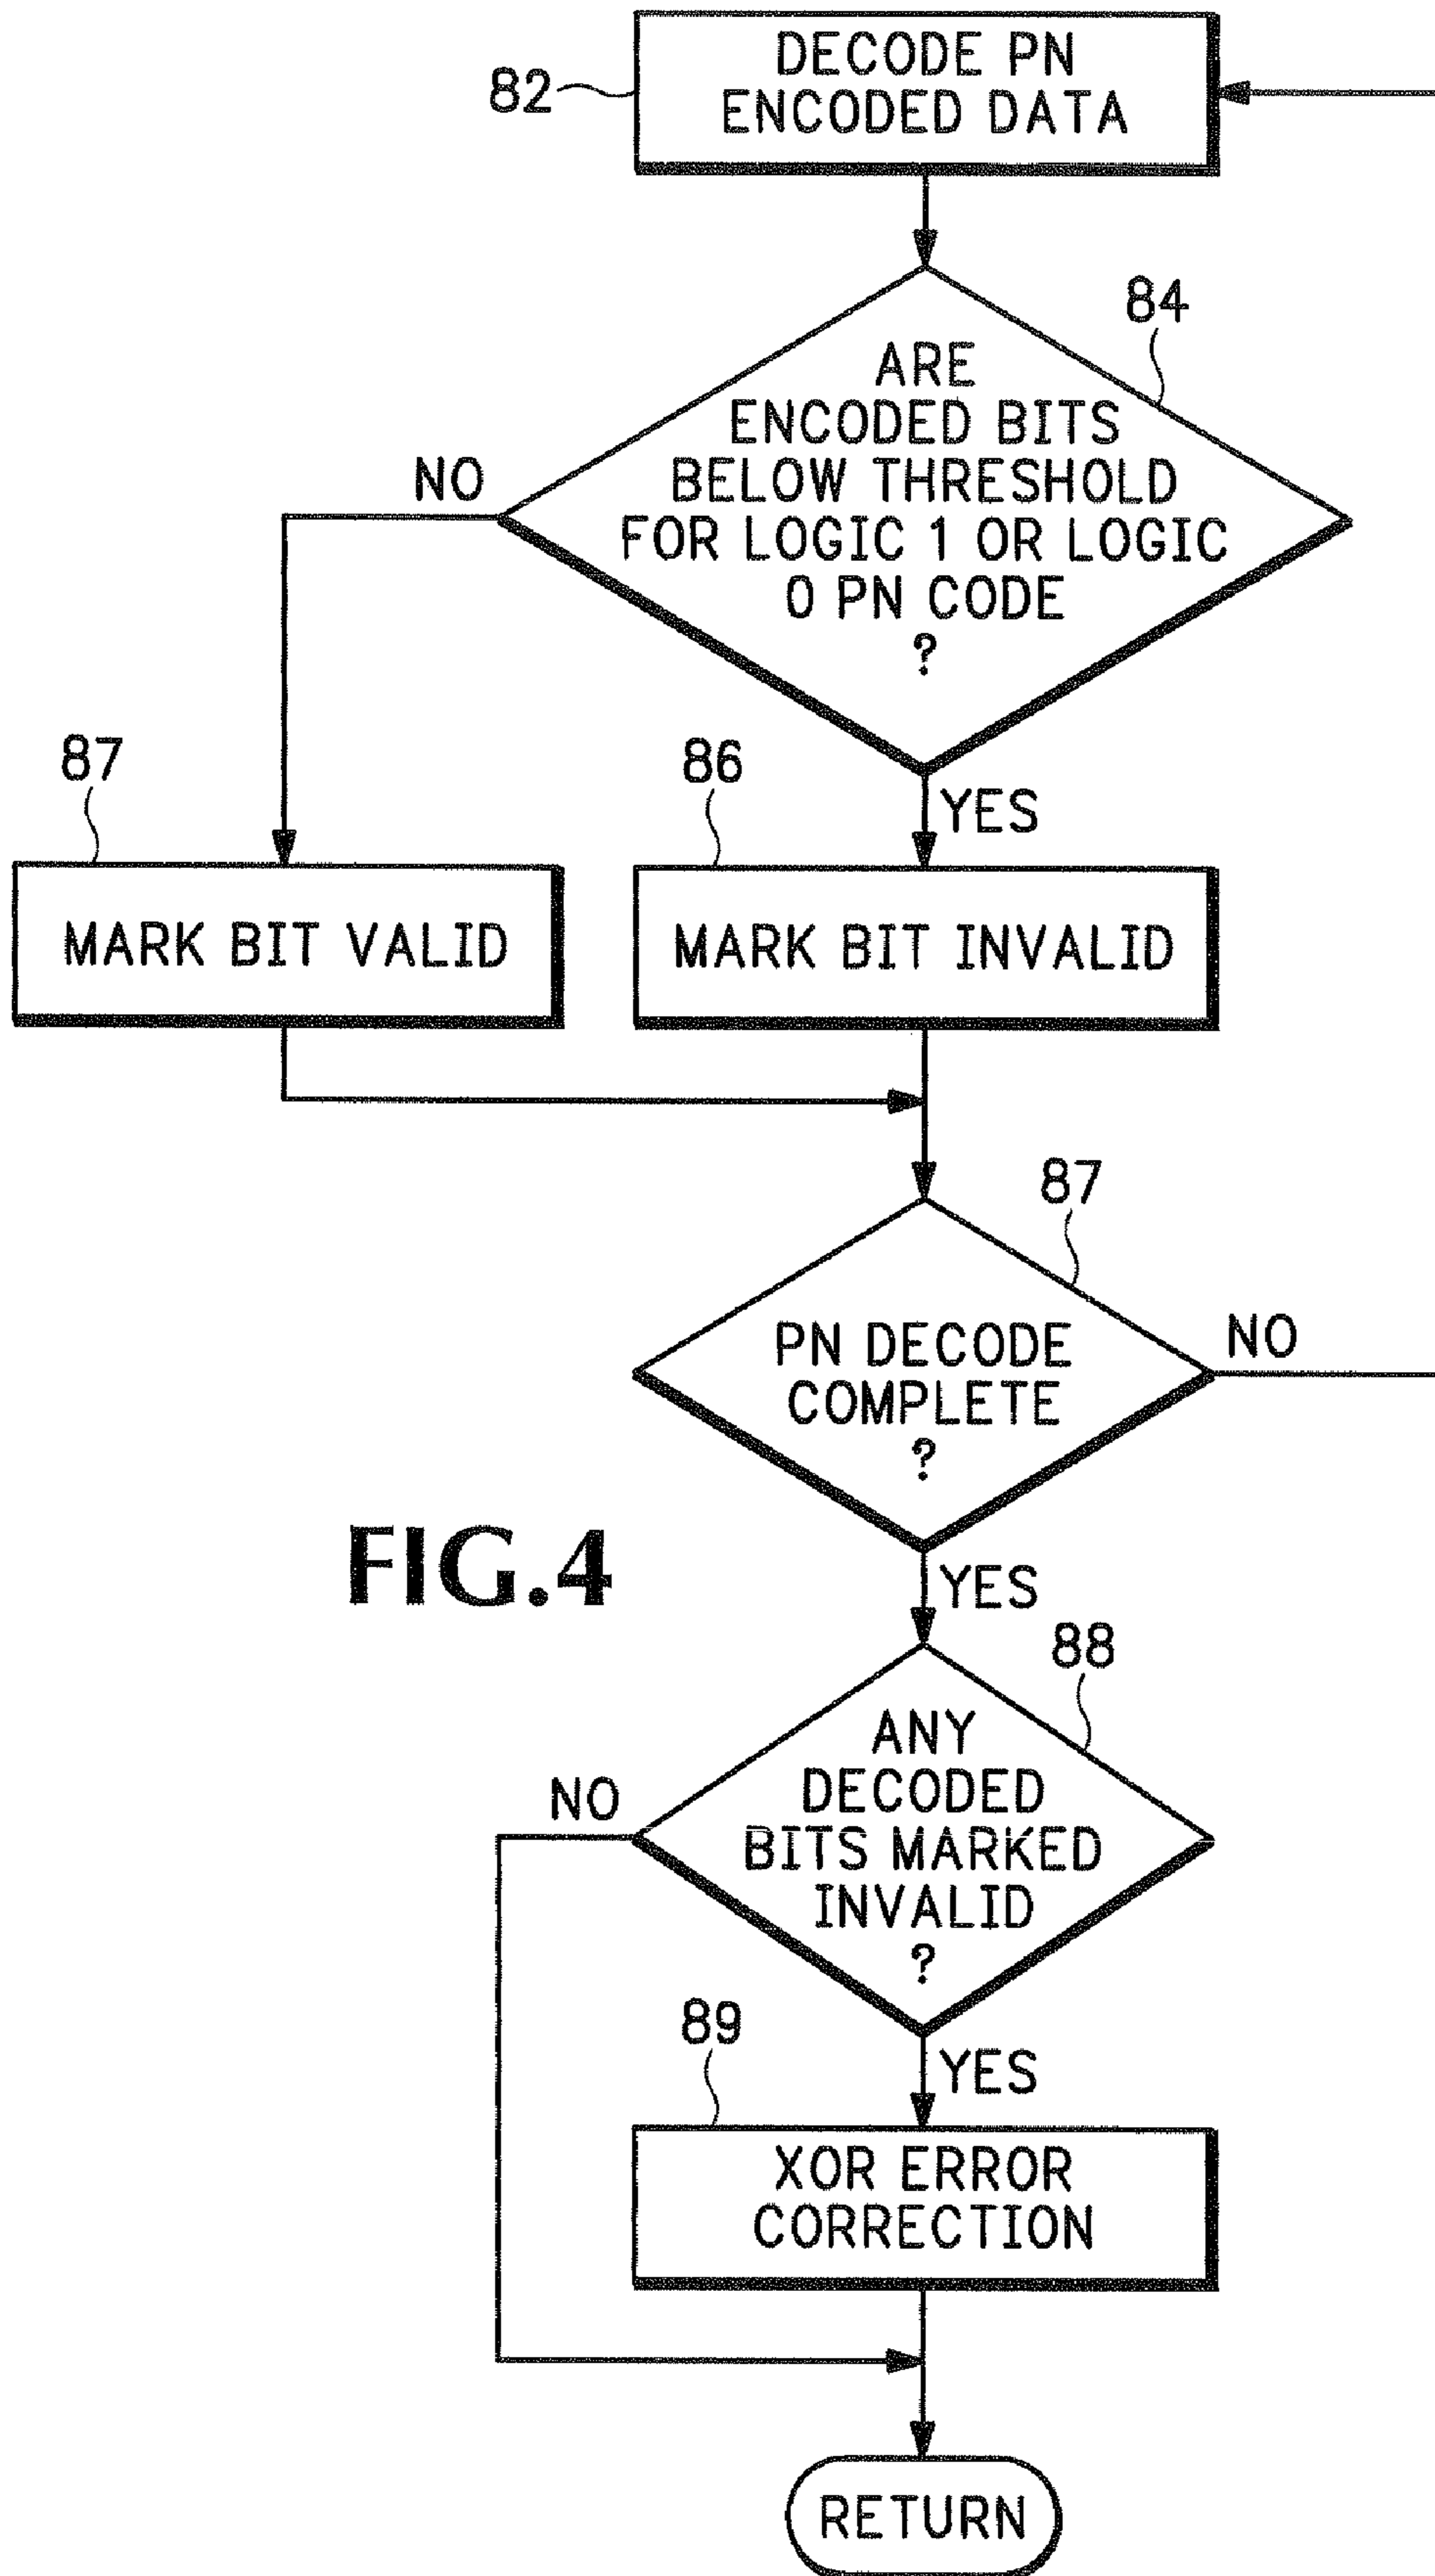 DECODE PN
ENCODED DATA
82
84
ARE
ENCODED BITS
BELOW THRESHOLD
FOR LOGIC 1 OR LOGIC
0 PN CODE
?
NO
YES
87
MARK BIT VALID
86
MARK BIT INVALID
87
PN DECODE
COMPLETE
?
NO
YES
FIG.4
88
ANY
DECODED
BITS MARKED
INVALID
?
NO
YES
89
XOR ERROR
CORRECTION
RETURN